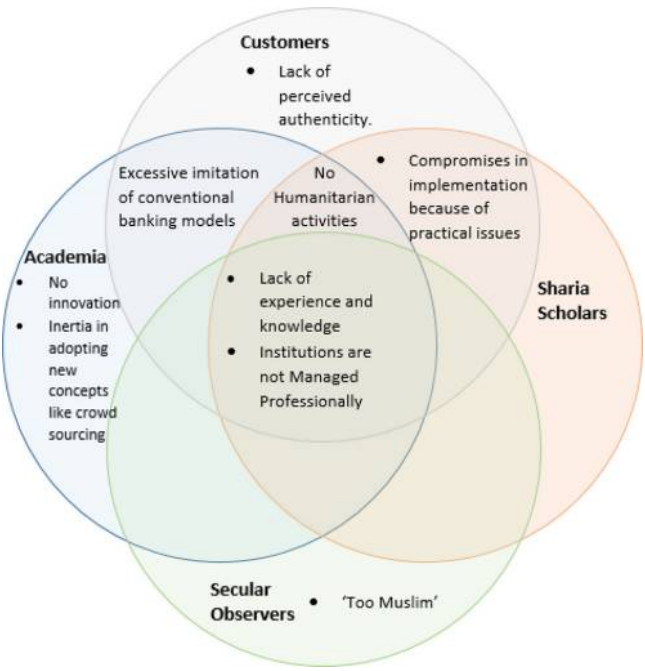 Customers
• Lack of
perceived
authenticity.
Excessive imitation
of conventional
banking models
No
Humanitarian
activities
• Compromises in
implementation
because of
practical issues
Academia
• No
innovation
• Inertia in
adopting
new
concepts
like crowd
sourcing
• Lack of
experience and
knowledge
• Institutions are
not Managed
Professionally
Sharia
Scholars
Secular
Observers
• ‘Too Muslim’